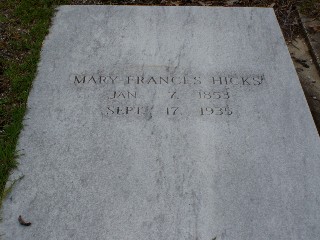 MARY FRANCES HICKS
JAN. 7. 1853
SEPT. 17. 1935